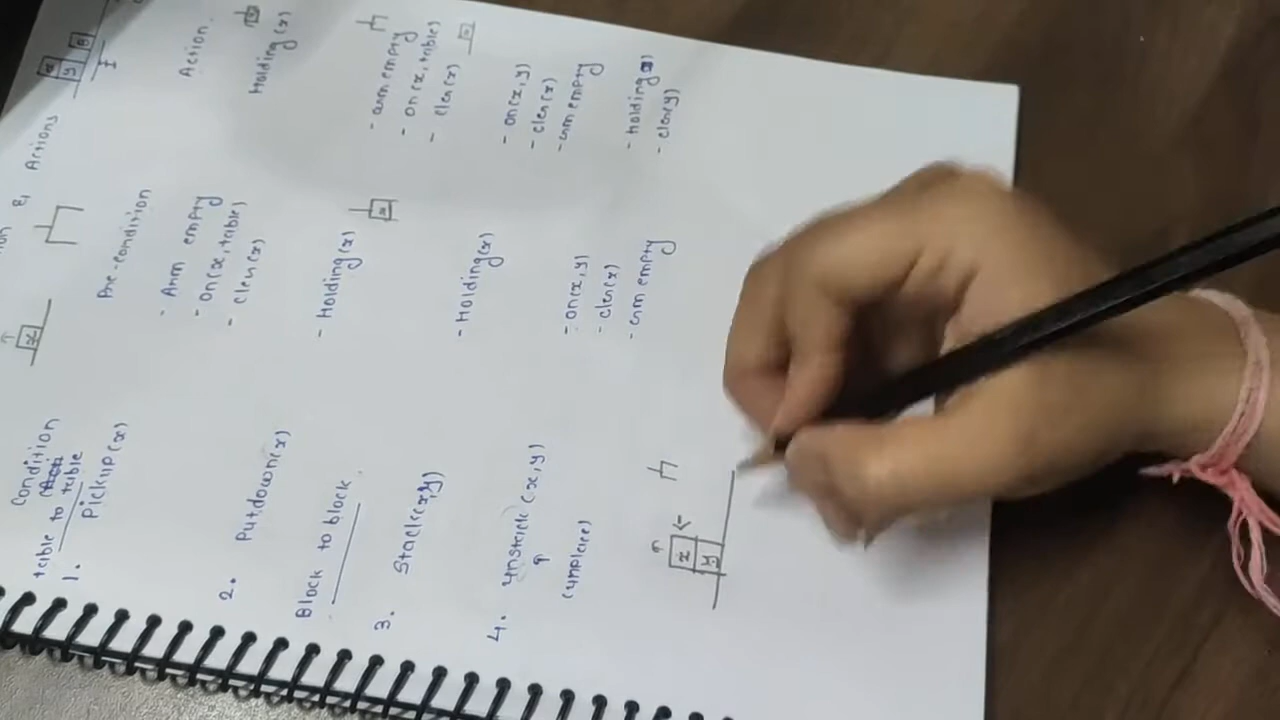 & Actions
Condition
Pre-condition
Action.
table to table
1. Pickup(x)
- Arm empty
- on(x, table)
- clear(x)
Holding(x)
2. Putdown(x)
- Holding(x)
- arm empty
- on(x, table)
- clear(x)
Block to block.
3. Stack(x,y)
- Holding(x)
- on(x, y)
- clear(x)
- arm empty
4. unstack(x,y)
(unplace)
- on(x, y)
- clear(x)
- arm empty
- Holding(x)
- clear(y)
x
y